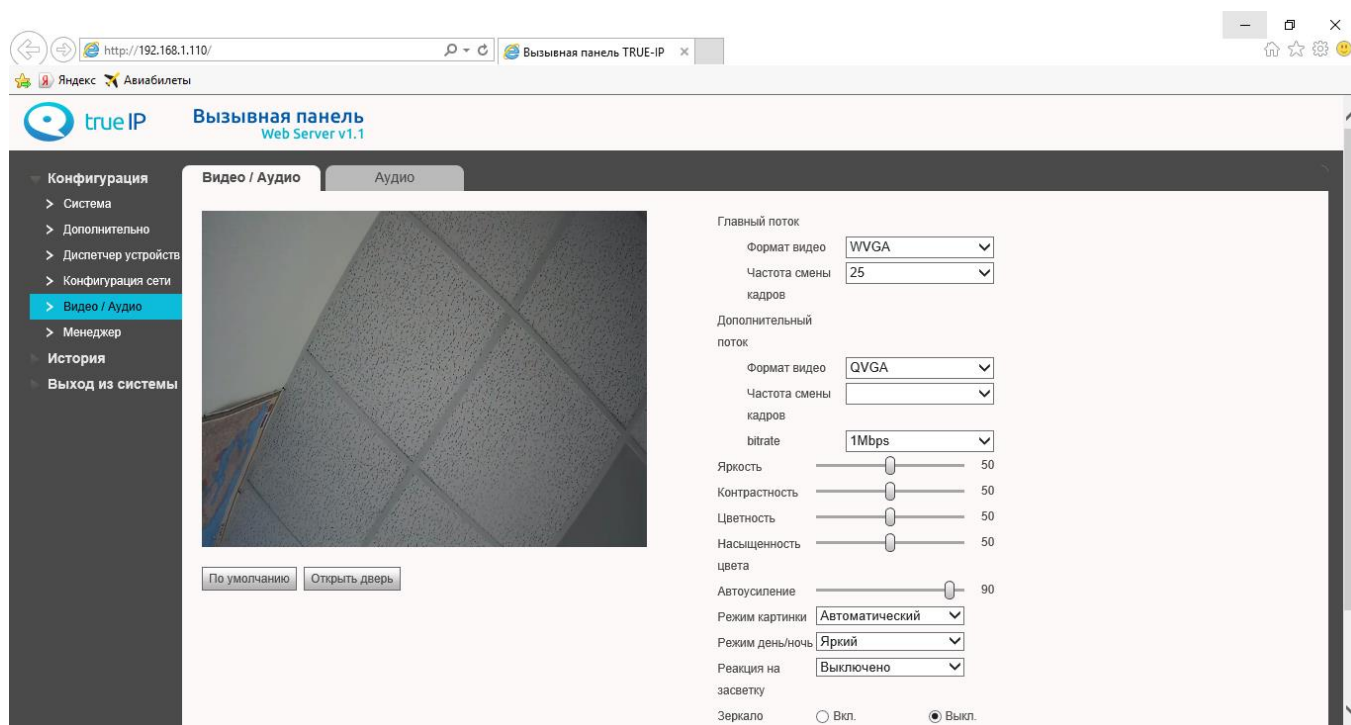 http://192.168.1.110/
Вызывная панель TRUE-IP
Яндекс
Авиабилеты
true IP
Вызывная панель
Web Server v1.1
Конфигурация
Система
Дополнительно
Диспетчер устройств
Конфигурация сети
Видео / Аудио
Менеджер
История
Выход из системы
Видео / Аудио
Аудио
По умолчанию
Открыть дверь
Главный поток
Формат видео
WVGA
Частота смены
кадров
25
Дополнительный
поток
Формат видео
QVGA
Частота смены
кадров
bitrate
1Mbps
Яркость
50
Контрастность
50
Цветность
50
Насыщенность
цвета
50
Автоусиление
90
Режим картинки
Автоматический
Режим день/ночь
Яркий
Реакция на
засветку
Выключено
Зеркало
Вкл.
Выкл.